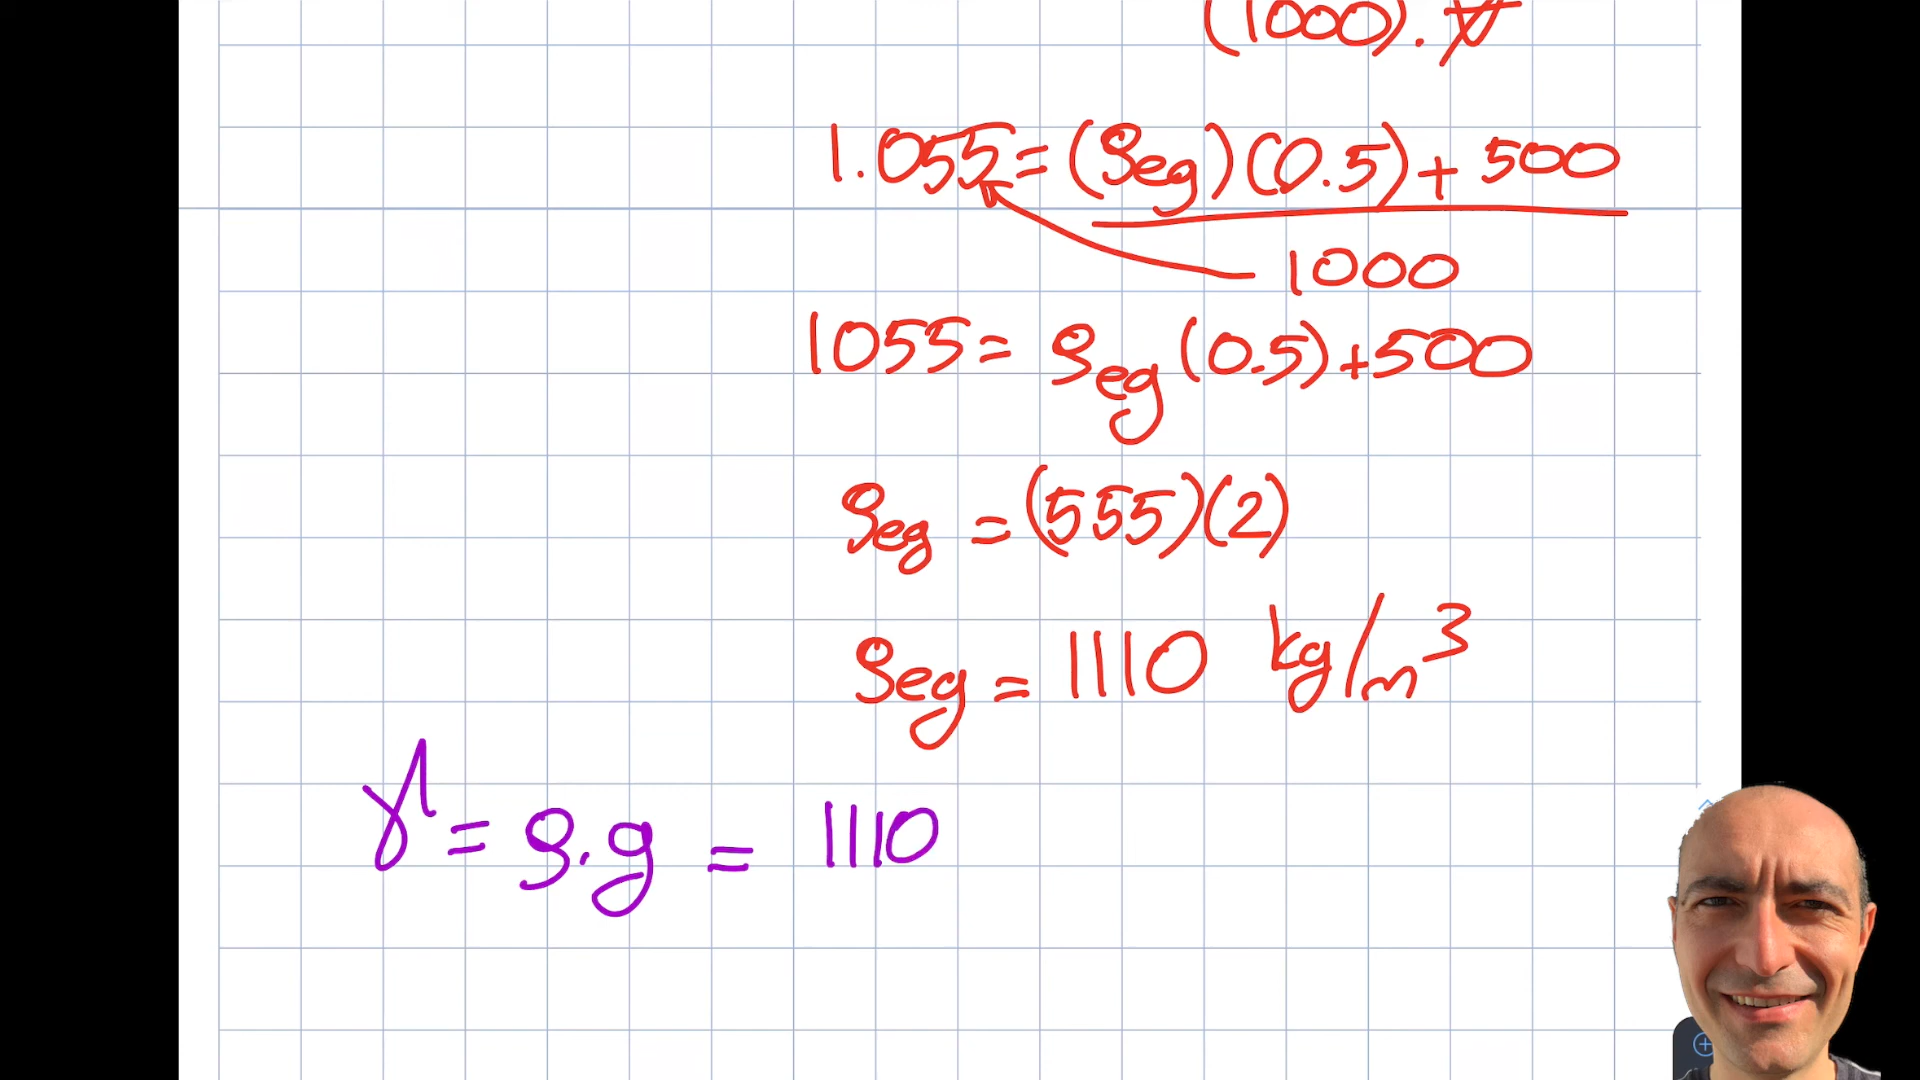 (1000).V
1.055 = (ρeg)(0.5) + 500
1000
1055 = ρeg (0.5) + 500
ρeg = (555)(2)
ρeg = 1110 kg/m³
γ = ρ.g = 1110